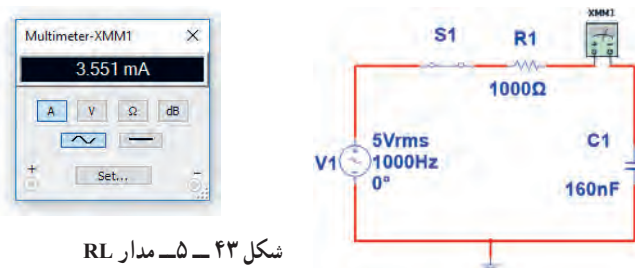 Multimeter-XMM1 ×
3.551 mA
A V Ω dB
+ Set... -
XMM1
S1 R1
1000Ω
V1 5Vrms
1000Hz
0°
C1
160nF
شکل ۴۳ ــ ۵ــ مدار RL